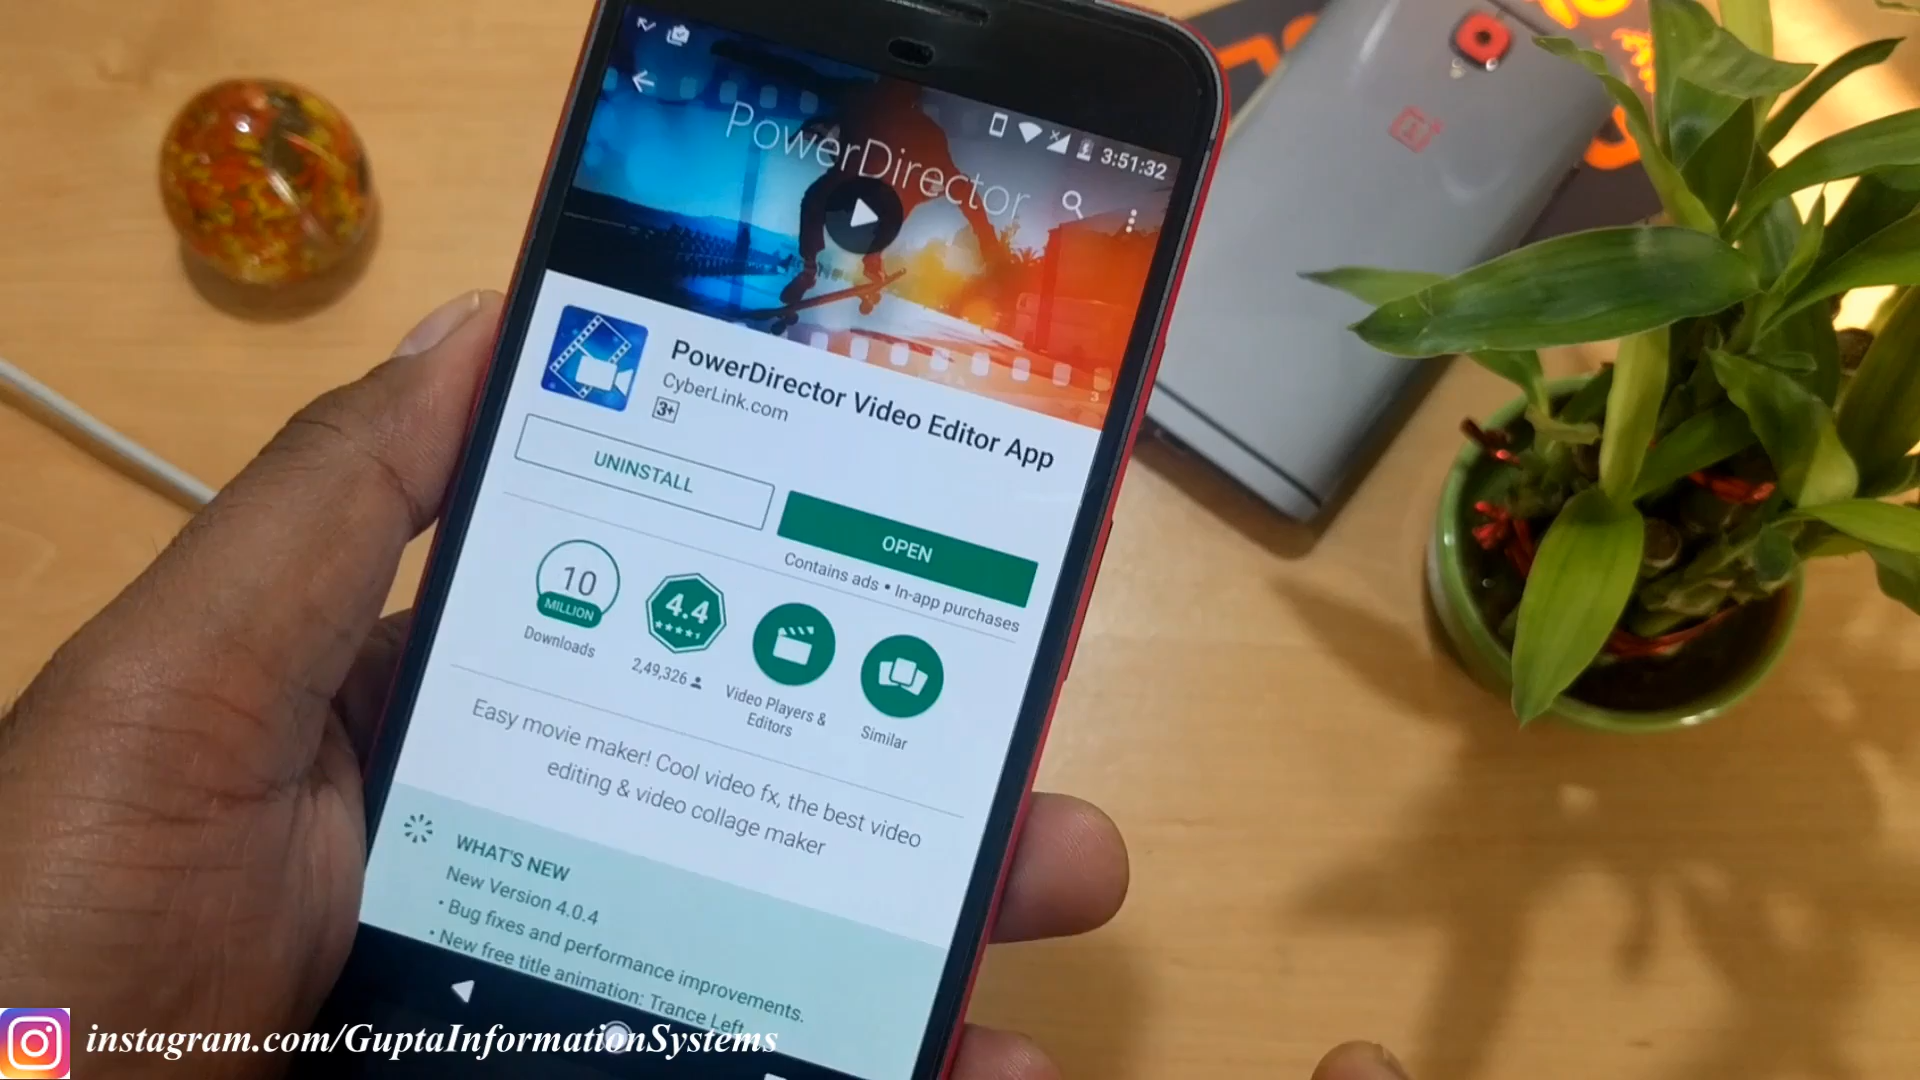 3:51:32
PowerDirector
3
PowerDirector Video Editor App
CyberLink.com
3+
UNINSTALL
OPEN
Contains ads • In-app purchases
10
MILLION
Downloads
4.4
2,49,326
Video Players &
Editors
Similar
Easy movie maker! Cool video fx, the best video
editing & video collage maker
WHAT'S NEW
New Version 4.0.4
• Bug fixes and performance improvements.
• New free title animation: Trance Left
instagram.com/GuptaInformationSystems